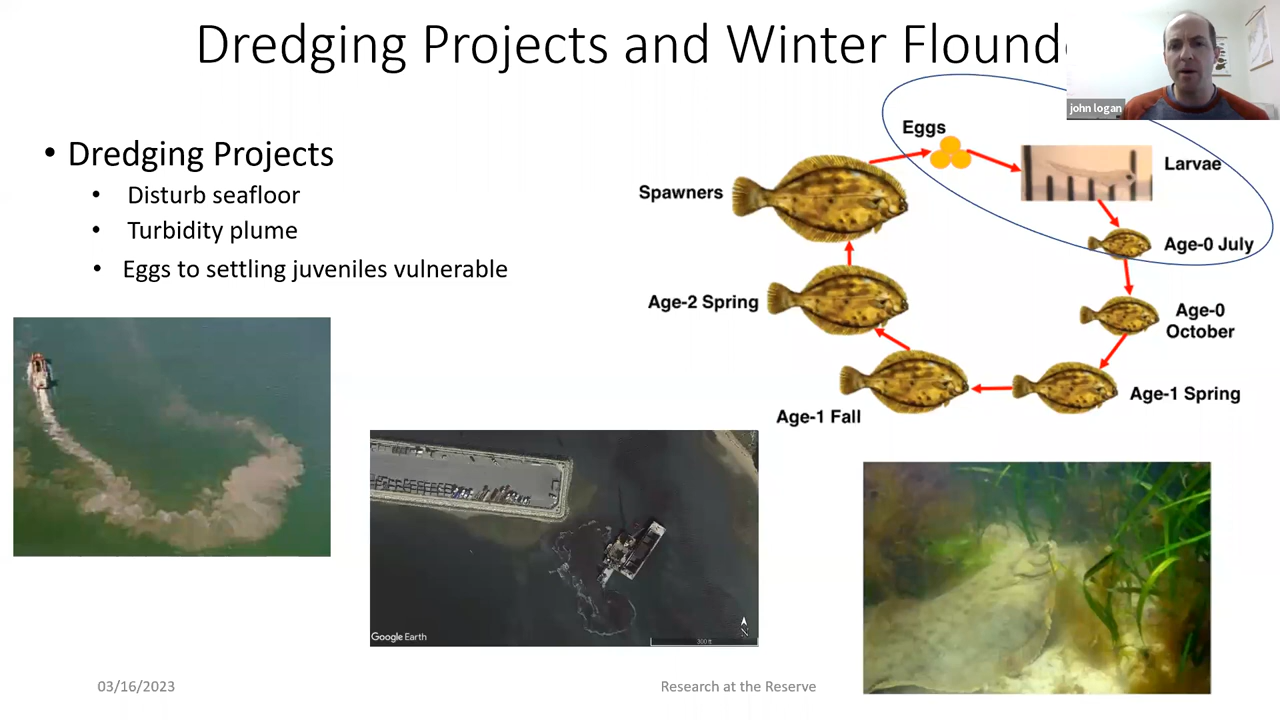 Dredging Projects and Winter Flound
john logan
• Dredging Projects
• Disturb seafloor
• Turbidity plume
• Eggs to settling juveniles vulnerable
Eggs
Larvae
Spawners
Age-0 July
Age-2 Spring
Age-0
October
Age-1 Spring
Age-1 Fall
Google Earth
N
300 ft
03/16/2023
Research at the Reserve